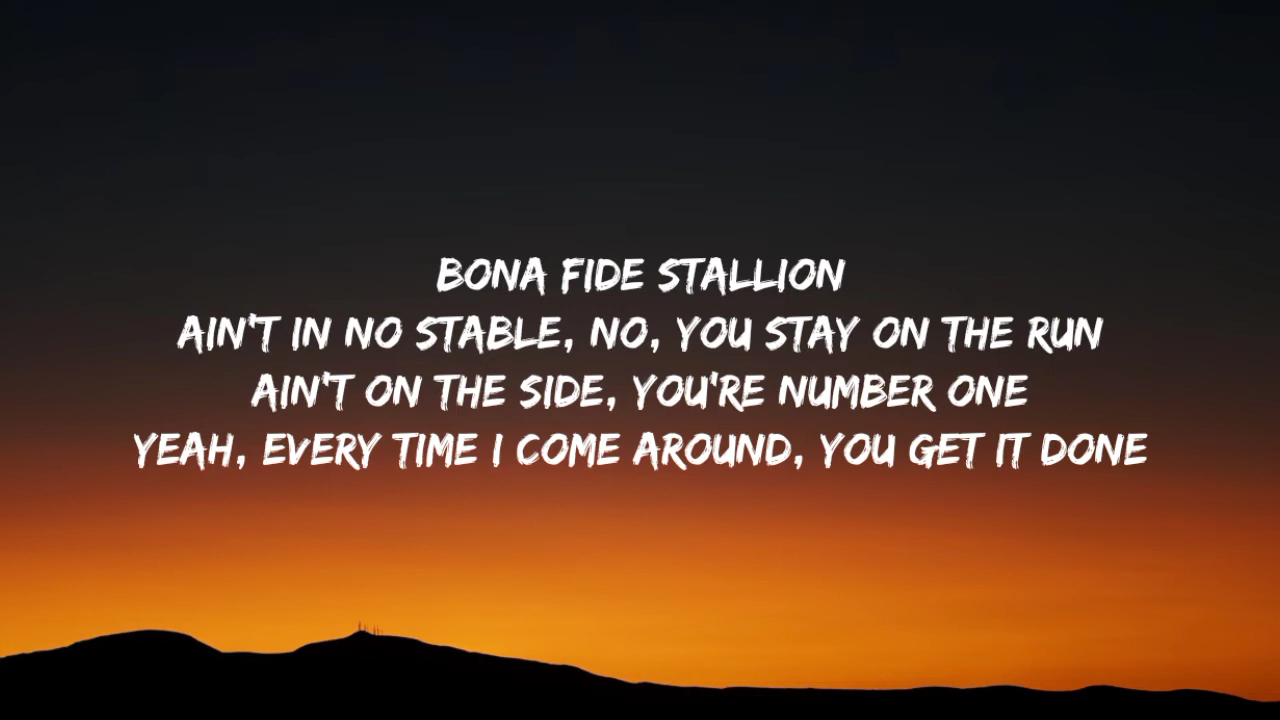 BONA FIDE STALLION
AIN'T IN NO STABLE, NO, YOU STAY ON THE RUN
AIN'T ON THE SIDE, YOU'RE NUMBER ONE
YEAH, EVERY TIME I COME AROUND, YOU GET IT DONE